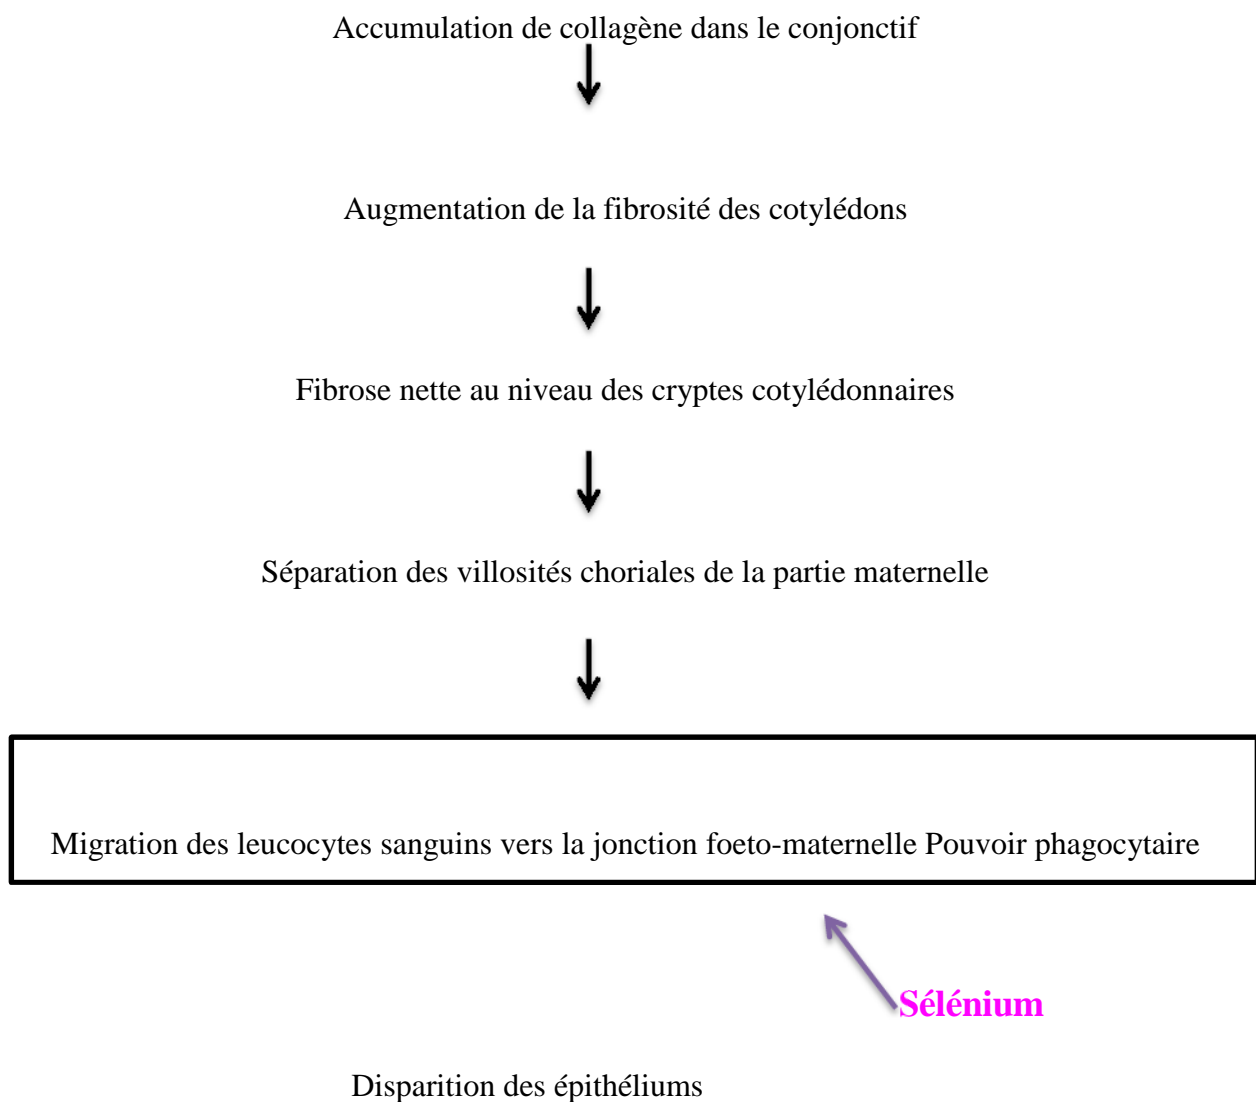 Accumulation de collagène dans le conjonctif
Augmentation de la fibrosité des cotylédons
Fibrose nette au niveau des cryptes cotylédonnaires
Séparation des villosités choriales de la partie maternelle
Migration des leucocytes sanguins vers la jonction foeto-maternelle Pouvoir phagocytaire
Sélénium
Disparition des épithéliums